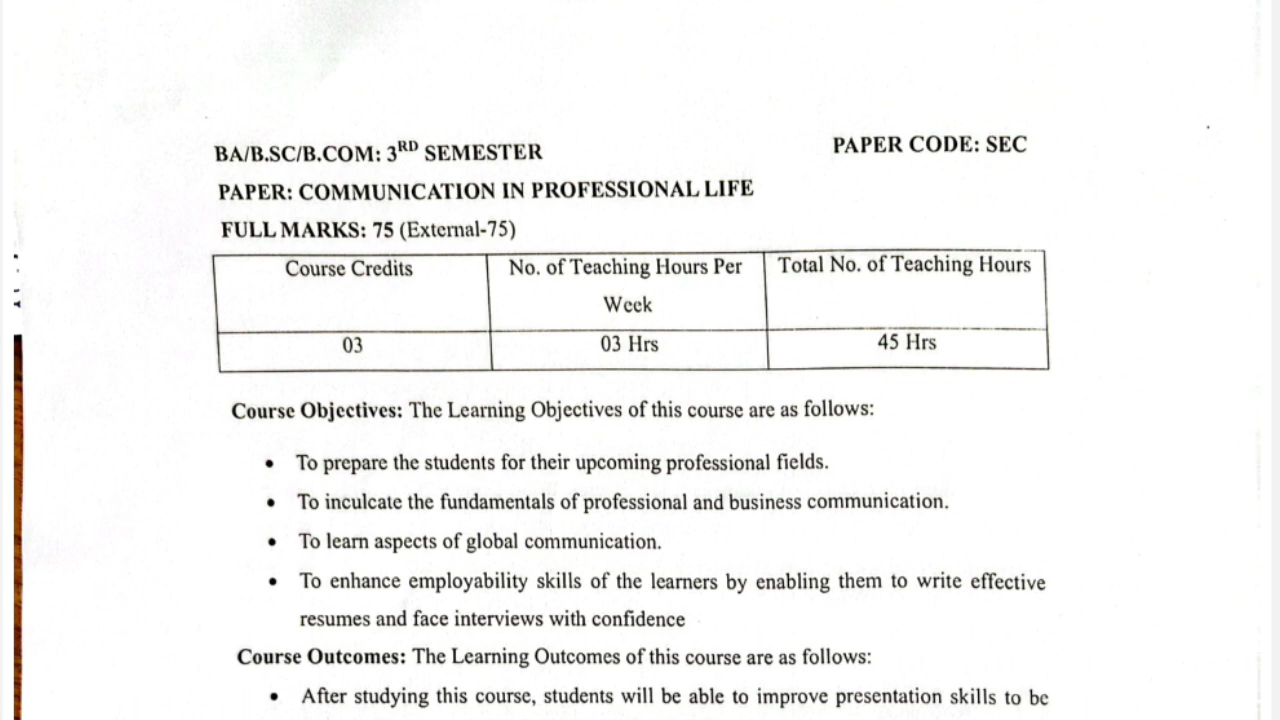 BA/B.SC/B.COM: 3RD SEMESTER PAPER CODE: SEC
PAPER: COMMUNICATION IN PROFESSIONAL LIFE
FULL MARKS: 75 (External-75)
Course Credits No. of Teaching Hours Per Week Total No. of Teaching Hours
03 03 Hrs 45 Hrs
Course Objectives: The Learning Objectives of this course are as follows:
• To prepare the students for their upcoming professional fields.
• To inculcate the fundamentals of professional and business communication.
• To learn aspects of global communication.
• To enhance employability skills of the learners by enabling them to write effective
resumes and face interviews with confidence
Course Outcomes: The Learning Outcomes of this course are as follows:
• After studying this course, students will be able to improve presentation skills to be